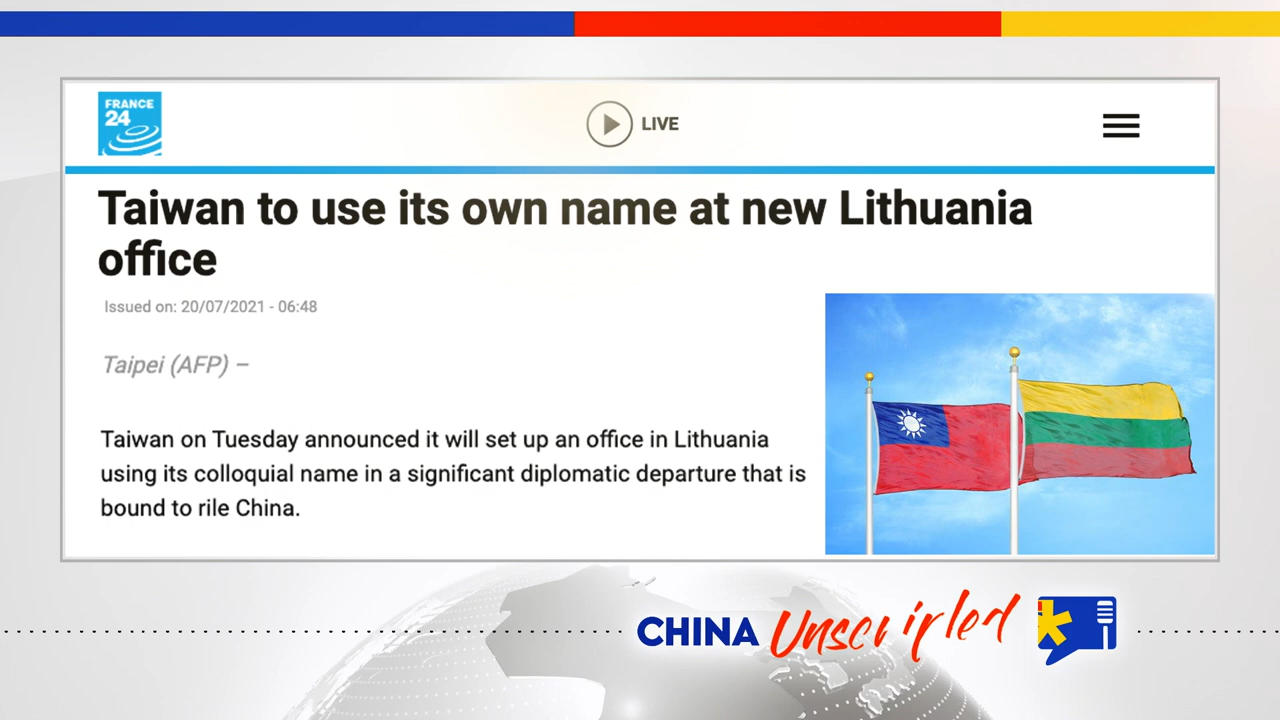 FRANCE
24
LIVE
Taiwan to use its own name at new Lithuania
office
Issued on: 20/07/2021 - 06:48
Taipei (AFP) –
Taiwan on Tuesday announced it will set up an office in Lithuania
using its colloquial name in a significant diplomatic departure that is
bound to rile China.
CHINA Unscripted